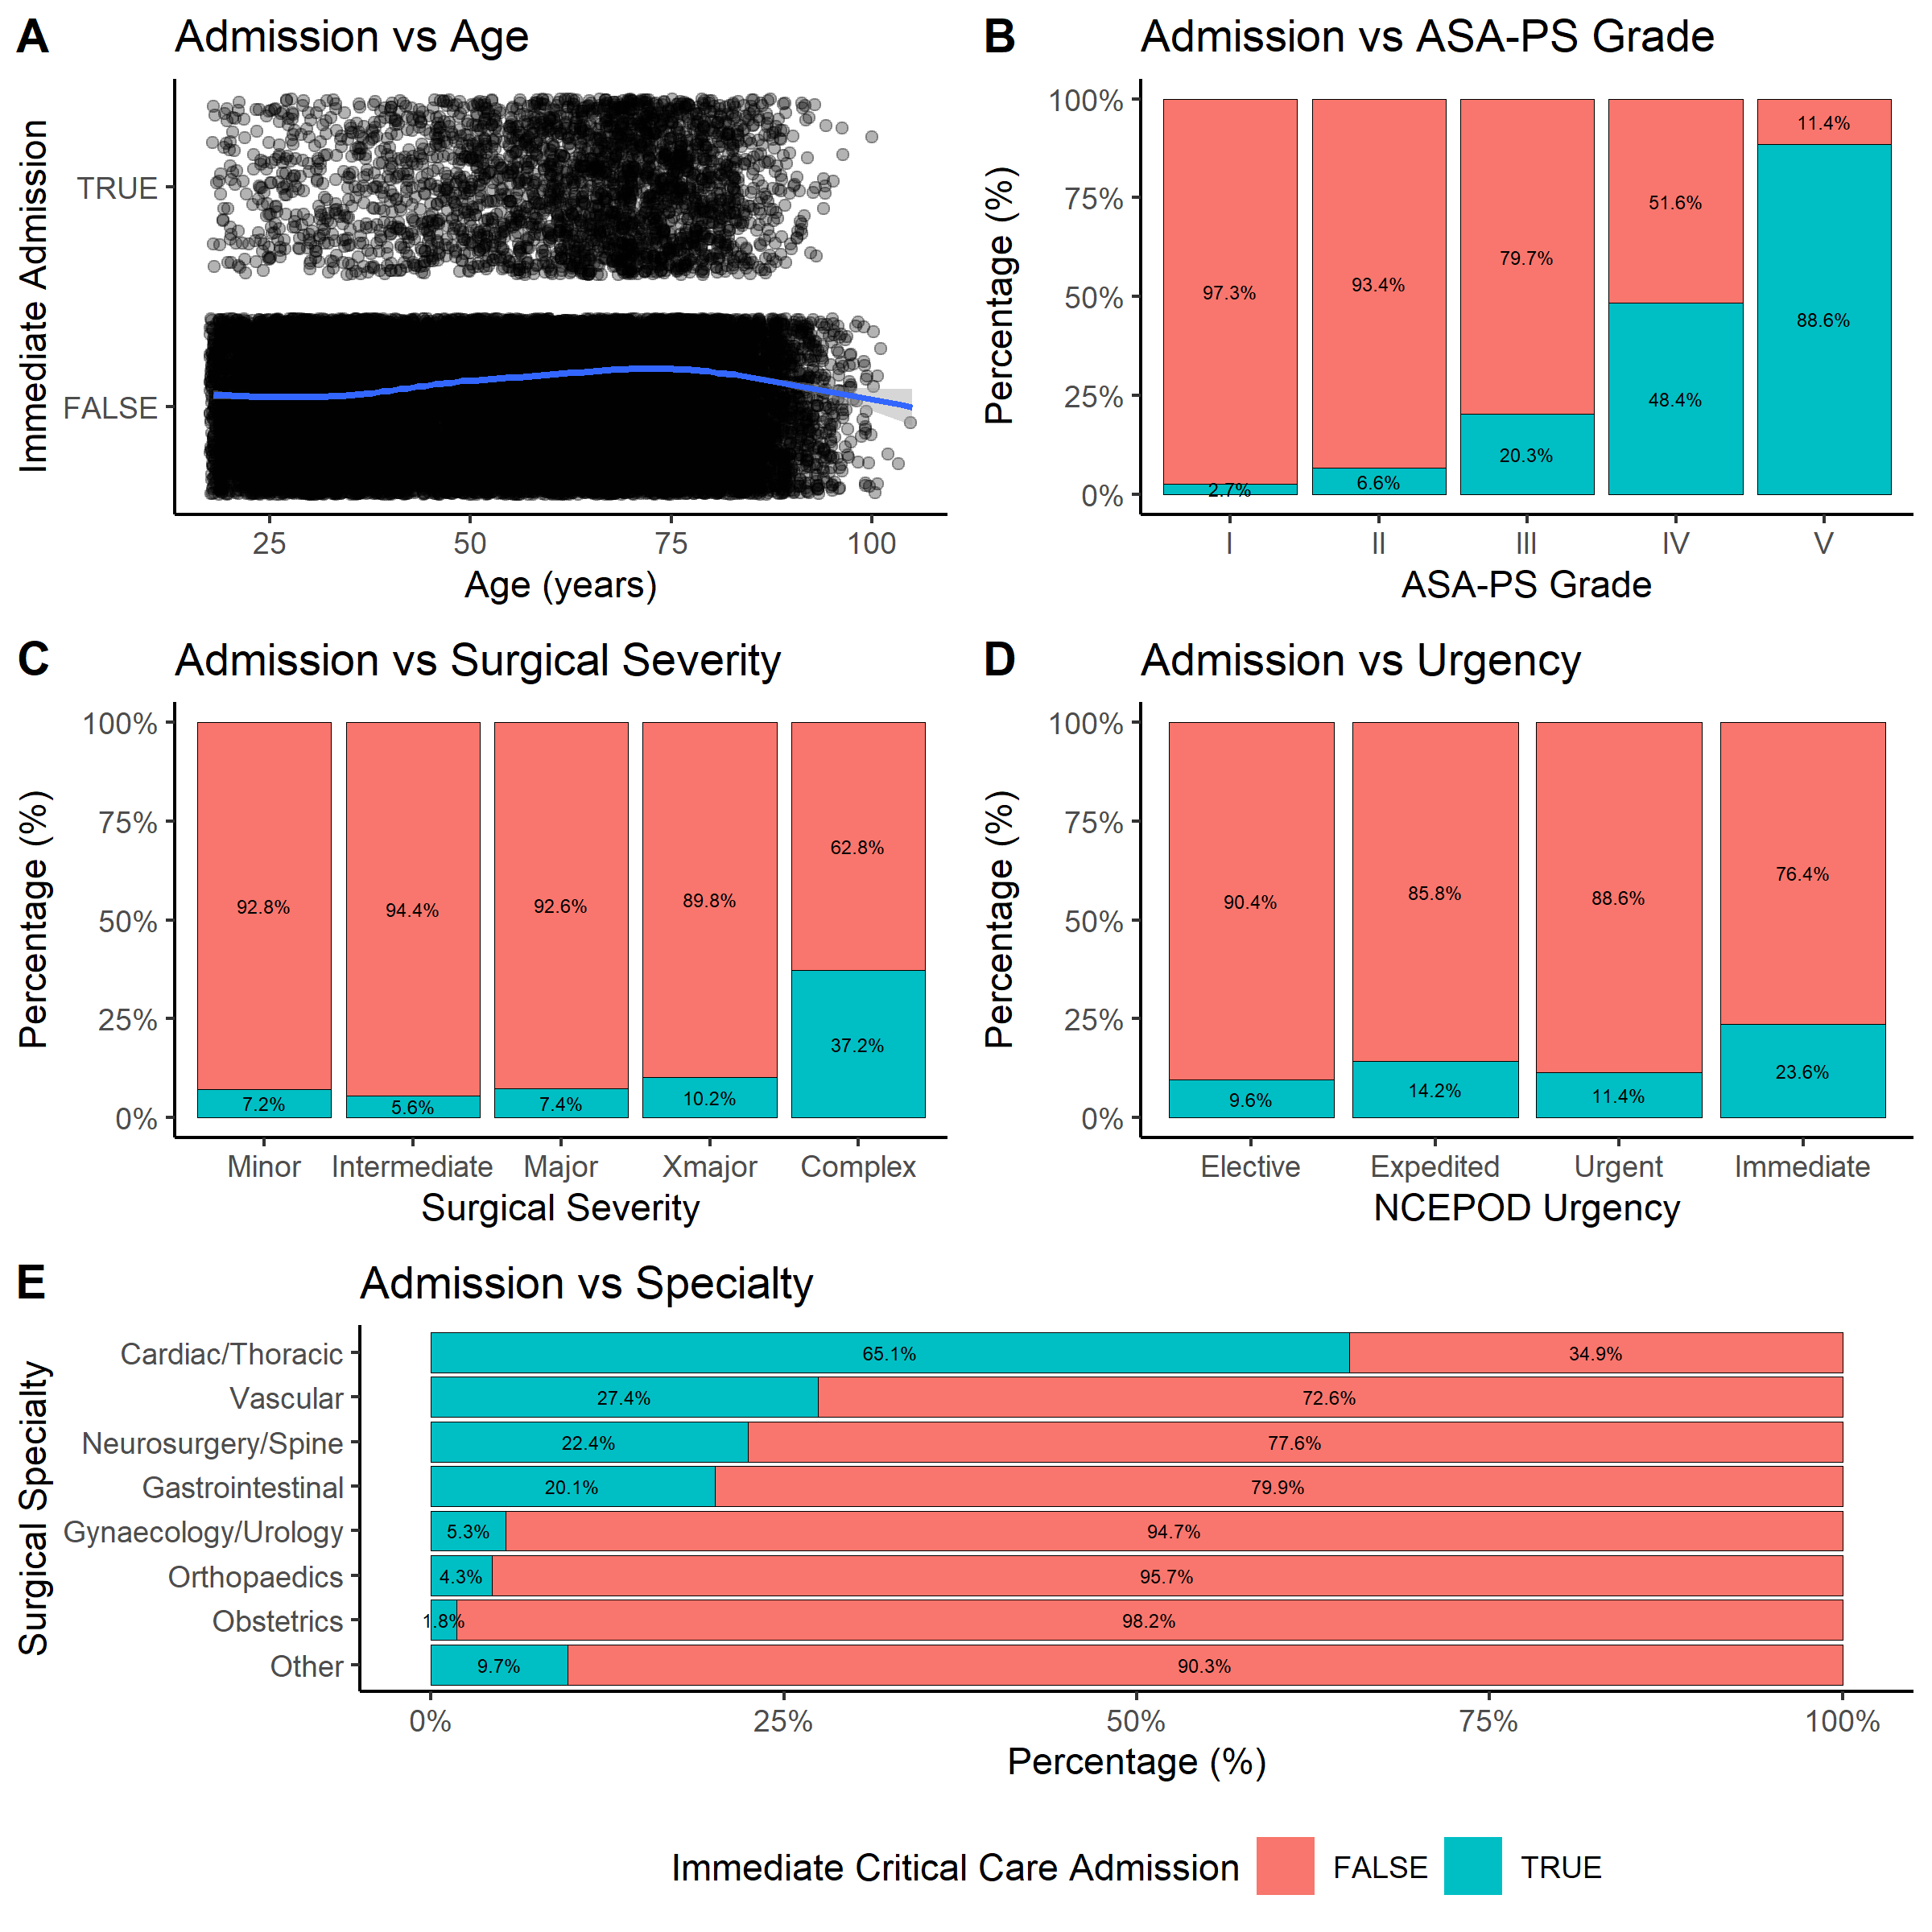 A Admission vs Age
Immediate Admission
TRUE
FALSE
25 50 75 100
Age (years)
B Admission vs ASA-PS Grade
Percentage (%)
100%
75%
50%
25%
0%
97.3% 93.4% 79.7% 51.6% 11.4%
2.7% 6.6% 20.3% 48.4% 88.6%
I II III IV V
ASA-PS Grade
C Admission vs Surgical Severity
Percentage (%)
100%
75%
50%
25%
0%
92.8% 94.4% 92.6% 89.8% 62.8%
7.2% 5.6% 7.4% 10.2% 37.2%
Minor Intermediate Major Xmajor Complex
Surgical Severity
D Admission vs Urgency
Percentage (%)
100%
75%
50%
25%
0%
90.4% 85.8% 88.6% 76.4%
9.6% 14.2% 11.4% 23.6%
Elective Expedited Urgent Immediate
NCEPOD Urgency
E Admission vs Specialty
Surgical Specialty
Cardiac/Thoracic 65.1% 34.9%
Vascular 27.4% 72.6%
Neurosurgery/Spine 22.4% 77.6%
Gastrointestinal 20.1% 79.9%
Gynaecology/Urology 5.3% 94.7%
Orthopaedics 4.3% 95.7%
Obstetrics 1.8% 98.2%
Other 9.7% 90.3%
0% 25% 50% 75% 100%
Percentage (%)
Immediate Critical Care Admission FALSE TRUE